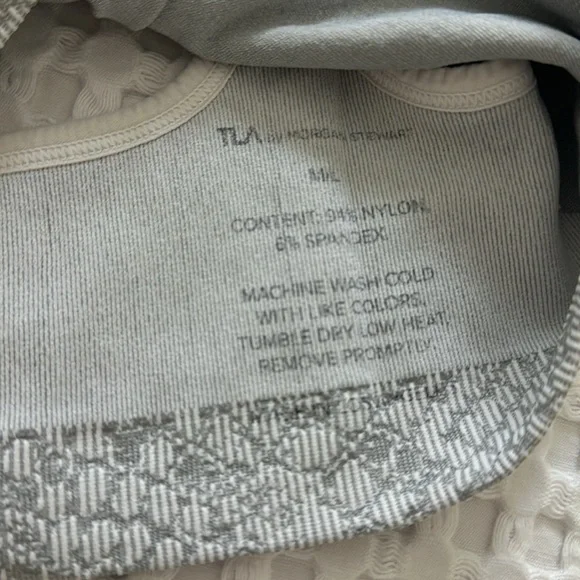 TLA BY MORGAN STEWART
M/L
CONTENT: 94% NYLON,
6% SPANDEX.
MACHINE WASH COLD
WITH LIKE COLORS,
TUMBLE DRY LOW HEAT,
REMOVE PROMPTLY